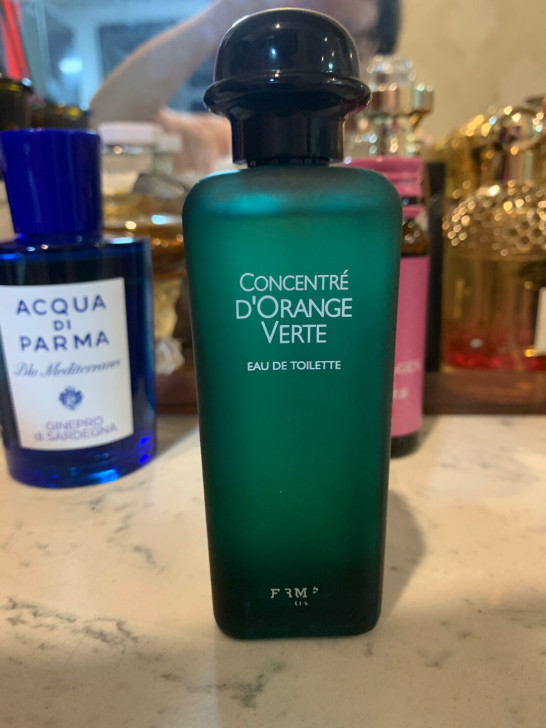 CONCENTRÉ
D'ORANGE
VERTE
EAU DE TOILETTE
ACQUA
DI
PARMA
Blu Mediterraneo
GINEPRO
di SARDEGNA